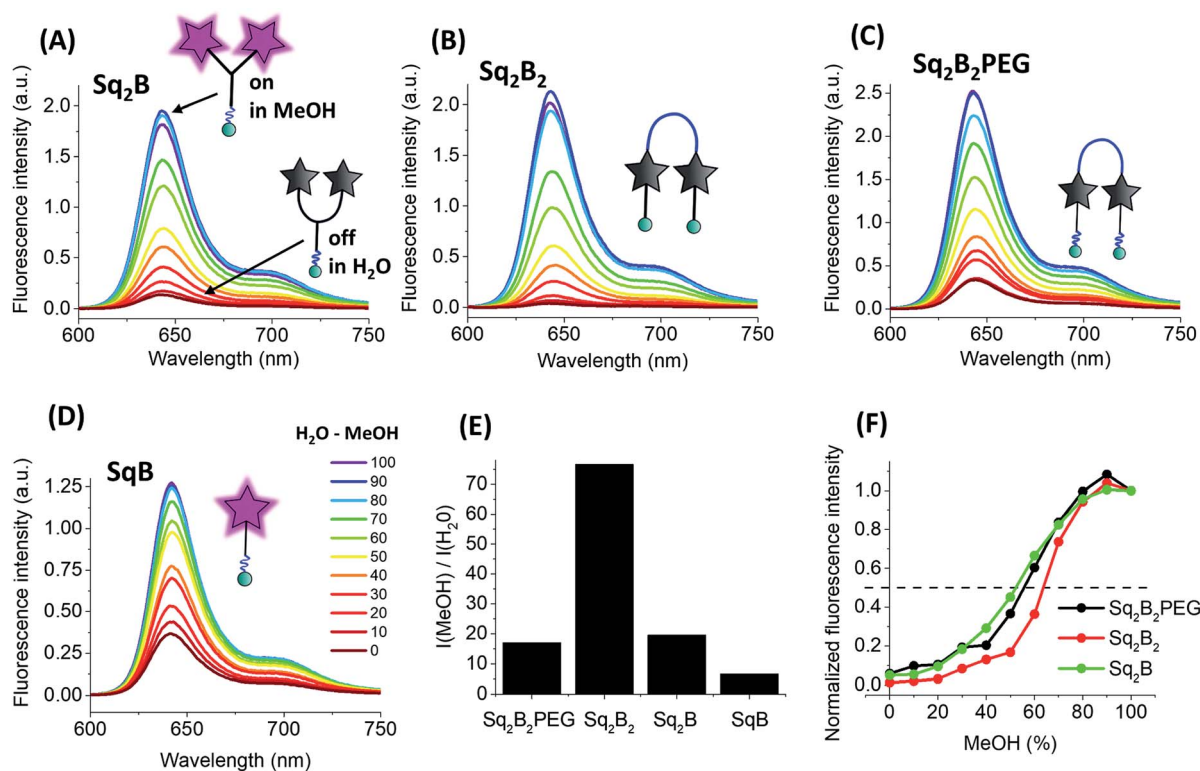 (A)
Sq₂B
on
in MeOH
off
in H₂O
Fluorescence intensity (a.u.)
2.0
1.5
1.0
0.5
0.0
600 650 700 750
Wavelength (nm)
(B)
Sq₂B₂
Fluorescence intensity (a.u.)
2.0
1.5
1.0
0.5
0.0
600 650 700 750
Wavelength (nm)
(C)
Sq₂B₂PEG
Fluorescence intensity (a.u.)
2.5
2.0
1.5
1.0
0.5
0.0
600 650 700 750
Wavelength (nm)
(D)
SqB
H₂O - MeOH
100
90
80
70
60
50
40
30
20
10
0
Fluorescence intensity (a.u.)
1.25
1.00
0.75
0.50
0.25
0.00
600 650 700 750
Wavelength (nm)
(E)
I(MeOH) / I(H₂0)
70
60
50
40
30
20
10
0
Sq₂B₂PEG Sq₂B₂ Sq₂B SqB
(F)
Normalized fluorescence intensity
1.0
0.8
0.6
0.4
0.2
0.0
Sq₂B₂PEG
Sq₂B₂
Sq₂B
0 20 40 60 80 100
MeOH (%)